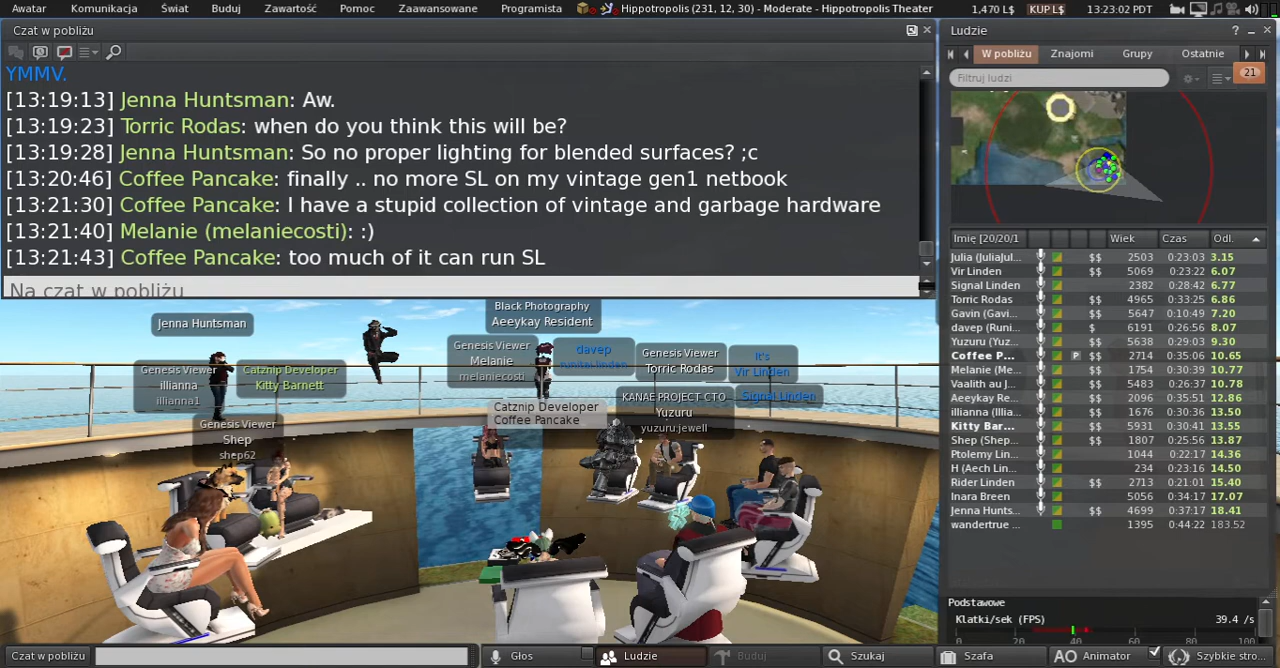 Awatar Komunikacja Świat Buduj Zawartość Pomoc Zaawansowane Programista Hippotropolis (231, 12, 30) - Moderate - Hippotropolis Theater 1,470 L$ KUP L$ 13:23:02 PDT
Czat w pobliżu
YMMV.
[13:19:13] Jenna Huntsman: Aw.
[13:19:23] Torric Rodas: when do you think this will be?
[13:19:28] Jenna Huntsman: So no proper lighting for blended surfaces? ;c
[13:20:46] Coffee Pancake: finally .. no more SL on my vintage gen1 netbook
[13:21:30] Coffee Pancake: I have a stupid collection of vintage and garbage hardware
[13:21:40] Melanie (melaniecosti): :)
[13:21:43] Coffee Pancake: too much of it can run SL
Na czat w pobliżu
Jenna Huntsman
Black Photography
Aeeykay Resident
Genesis Viewer
illianna
illianna1
Catznip Developer
Kitty Barnett
Genesis Viewer
Melanie
melaniecosti
davep
runitai linden
Genesis Viewer
Torric Rodas
It's
Vir Linden
Signal Linden
KANAE PROJECT-CTO
Yuzuru
yuzuru.jewell
Catznip Developer
Coffee Pancake
Genesis Viewer
Shep
shep62
Ludzie
W pobliżu Znajomi Grupy Ostatnie
Filtruj ludzi 21
Imię [20/20/1 Wiek Czas Odl.
Julia (JuliaJul... $$ 2503 0:23:03 3.15
Vir Linden $$ 5069 0:23:22 6.07
Signal Linden 2382 0:28:42 6.77
Torric Rodas $$ 4965 0:33:25 6.86
Gavin (Gavi... $$ 5647 0:10:49 7.20
davep (Runi... $ 6191 0:26:56 8.07
Yuzuru (Yuz... $$ 5638 0:29:03 9.30
Coffee P... P $$ 2714 0:35:06 10.65
Melanie (Me... $$ 1754 0:30:39 10.77
Vaalith au J... $$ 5483 0:26:37 10.78
Aeeykay Re... $$ 2096 0:35:51 12.86
illianna (Illia... $$ 1676 0:30:36 13.50
Kitty Bar... $$ 5931 0:30:41 13.55
Shep (Shep... $$ 1807 0:25:56 13.87
Ptolemy Lin... 1044 0:22:17 14.36
H (Aech Lin... 234 0:23:16 14.50
Rider Linden $$ 2713 0:21:01 15.40
Inara Breen 5056 0:34:17 17.07
Jenna Hunts... $$ 4699 0:37:17 18.41
wandertrue ... 1395 0:44:22 183.52
Podstawowe
Klatki/sek (FPS) 39.4 /s
0 20 40 60 80 100
Czat w pobliżu Głos Ludzie Buduj Szukaj Szafa AO Animator Szybkie stro...